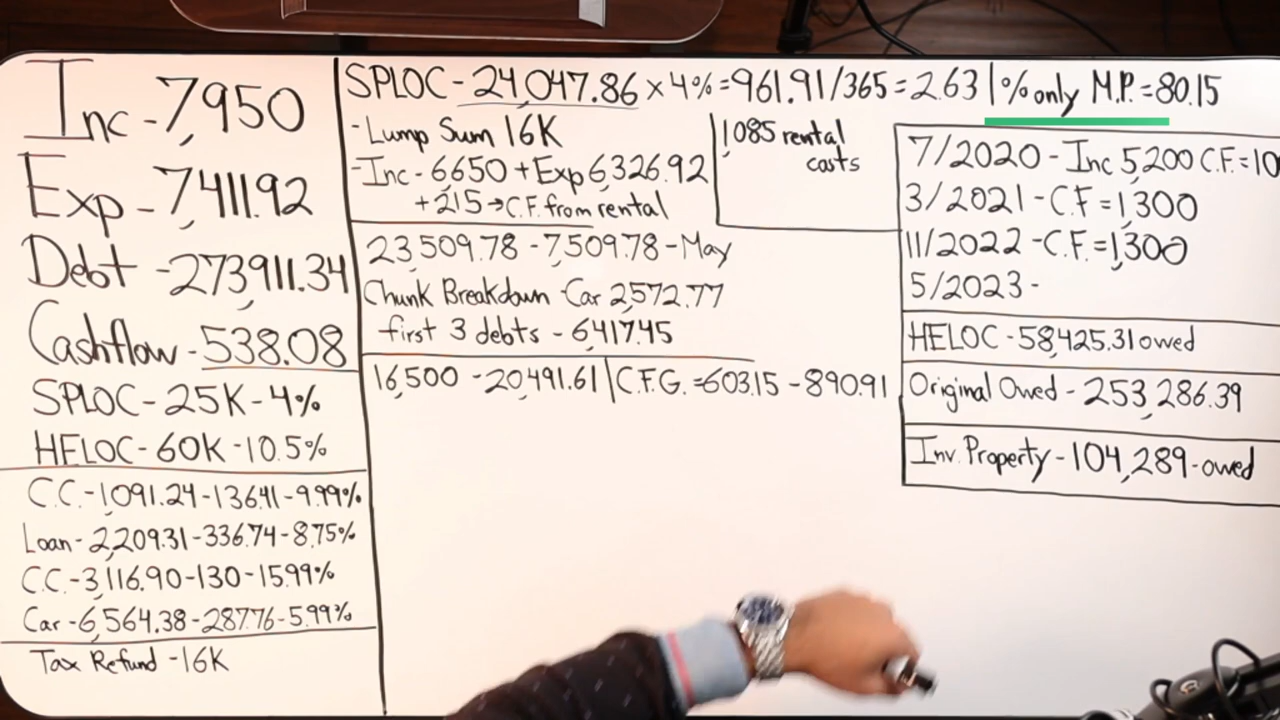 Inc - 7,950
Exp - 7,411.92
Debt - 273,911.34
Cashflow - 538.08
SPLOC - 25K - 4%
HELOC - 60K - 10.5%
C.C. - 1,091.24 - 136.41 - 9.99%
Loan - 2,209.31 - 336.74 - 8.75%
C.C. - 3,116.90 - 130 - 15.99%
Car - 6,564.38 - 287.76 - 5.99%
Tax Refund - 16K
SPLOC - 24,047.86 x 4% = 961.91/365 = 2.63 | % only M.P. = 80.15
- Lump Sum 16K
- Inc - 6650 + Exp 6,326.92
+ 215 → C.F. from rental
1,085 rental
costs
23,509.78 - 7,509.78 - May
Chunk Breakdown - Car 2,572.77
first 3 debts - 6,417.45
16,500 - 20,491.61 | C.F.G. = 603.15 - 890.91
7/2020 - Inc 5,200 C.F. = 10
3/2021 - C.F = 1,300
11/2022 - C.F. = 1,300
5/2023 -
HELOC - 58,425.31 owed
Original Owed - 253,286.39
Inv. Property - 104,289 - owed